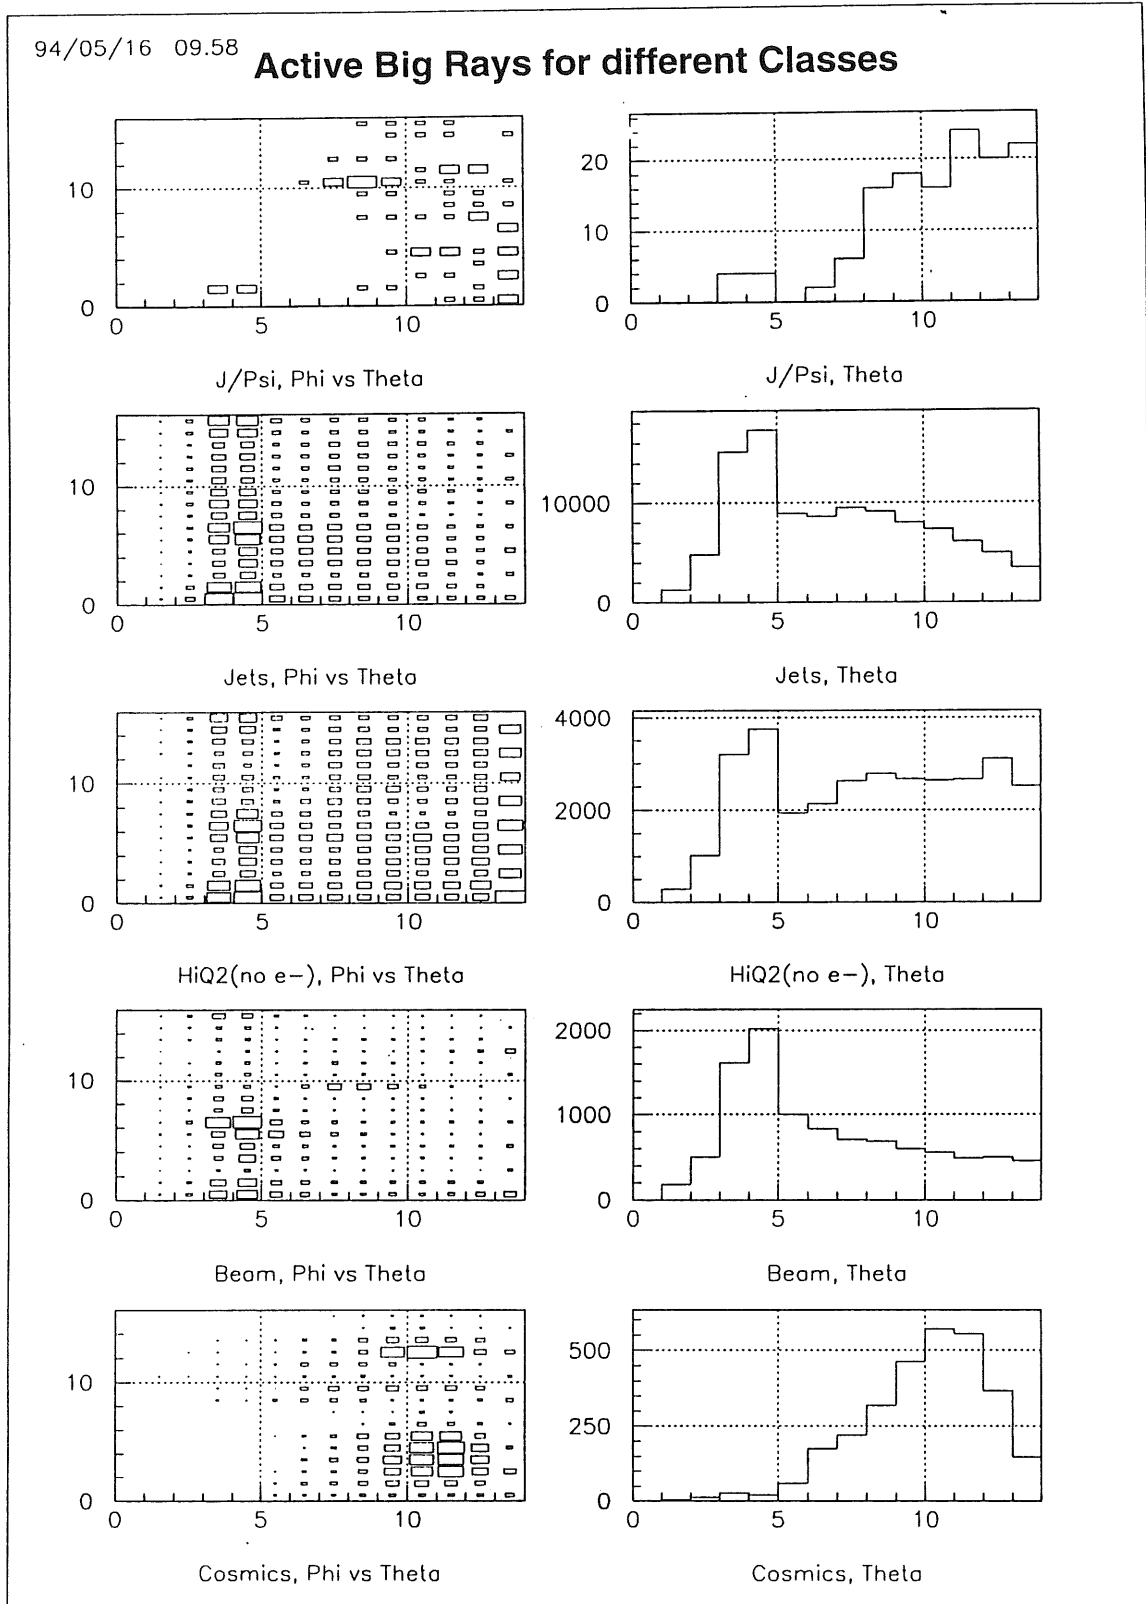 94/05/16 09.58
Active Big Rays for different Classes
10
0
0 5 10
J/Psi, Phi vs Theta
20
10
0
0 5 10
J/Psi, Theta
10
0
0 5 10
Jets, Phi vs Theta
10000
0
0 5 10
Jets, Theta
10
0
0 5 10
HiQ2(no e−), Phi vs Theta
4000
2000
0
0 5 10
HiQ2(no e−), Theta
10
0
0 5 10
Beam, Phi vs Theta
2000
1000
0
0 5 10
Beam, Theta
10
0
0 5 10
Cosmics, Phi vs Theta
500
250
0
0 5 10
Cosmics, Theta